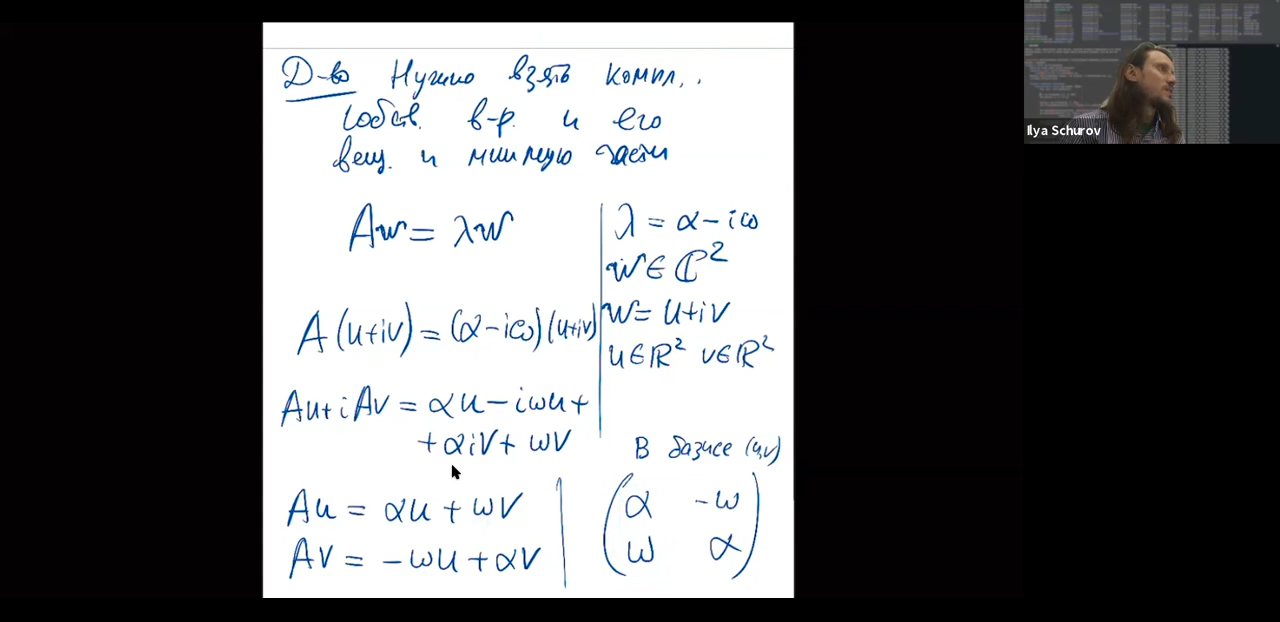 Д-во Нужно взять компл.
собств. в-р. и его
вещ. и мнимую части
Aw = λw
λ = α - iω
w ∈ ℂ²
w = u+iv
u ∈ ℝ² v ∈ ℝ²
A(u+iv) = (α - iω)(u+iv)
Au + iAv = αu - iωu +
+ αiv + ωv
Au = αu + ωv
Av = -ωu + αv
В базисе (u,v)
( α -ω
ω α )
Ilya Schurov